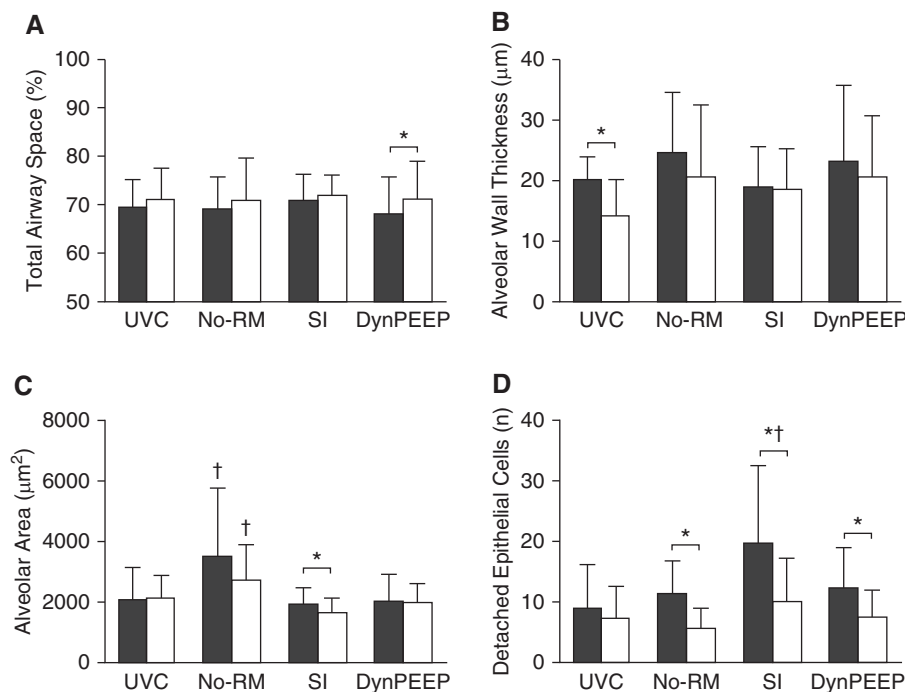 A
Total Airway Space (%)
100
90
80
70
60
50
*
UVC No-RM SI DynPEEP
B
Alveolar Wall Thickness (μm)
40
30
20
10
0
*
UVC No-RM SI DynPEEP
C
Alveolar Area (μm²)
8000
6000
4000
2000
0
†
†
*
UVC No-RM SI DynPEEP
D
Detached Epithelial Cells (n)
40
30
20
10
0
*
*†
*
UVC No-RM SI DynPEEP